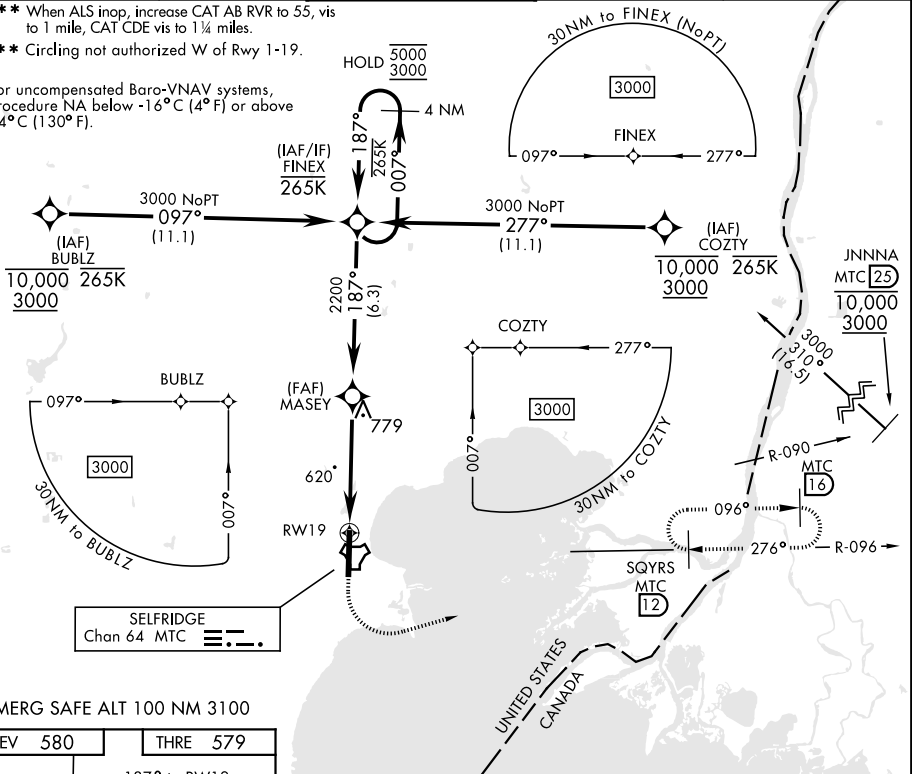 ** When ALS inop, increase CAT AB RVR to 55, vis
to 1 mile, CAT CDE vis to 1¼ miles.
** Circling not authorized W of Rwy 1-19.
or uncompensated Baro-VNAV systems,
rocedure NA below -16°C (4°F) or above
4°C (130°F).
HOLD 5000
3000
4 NM
187°
265K
007°
30NM to FINEX (NoPT)
3000
FINEX
097°
277°
(IAF/IF)
FINEX
265K
3000 NoPT
097°
(11.1)
3000 NoPT
277°
(11.1)
(IAF)
BUBLZ
10,000 265K
3000
(IAF)
COZTY
10,000 265K
3000
JNNNA
MTC 25
10,000
3000
2200
187°
(6.3)
3000
310°
(16.5)
COZTY
277°
3000
007°
30NM to COZTY
BUBLZ
097°
3000
007°
30NM to BUBLZ
(FAF)
MASEY
779
620°
RW19
R-090
MTC
16
096°
276°
R-096
SQYRS
MTC
12
SELFRIDGE
Chan 64 MTC
UNITED STATES
CANADA
MERG SAFE ALT 100 NM 3100
EV 580
THRE 579
187° to RW19